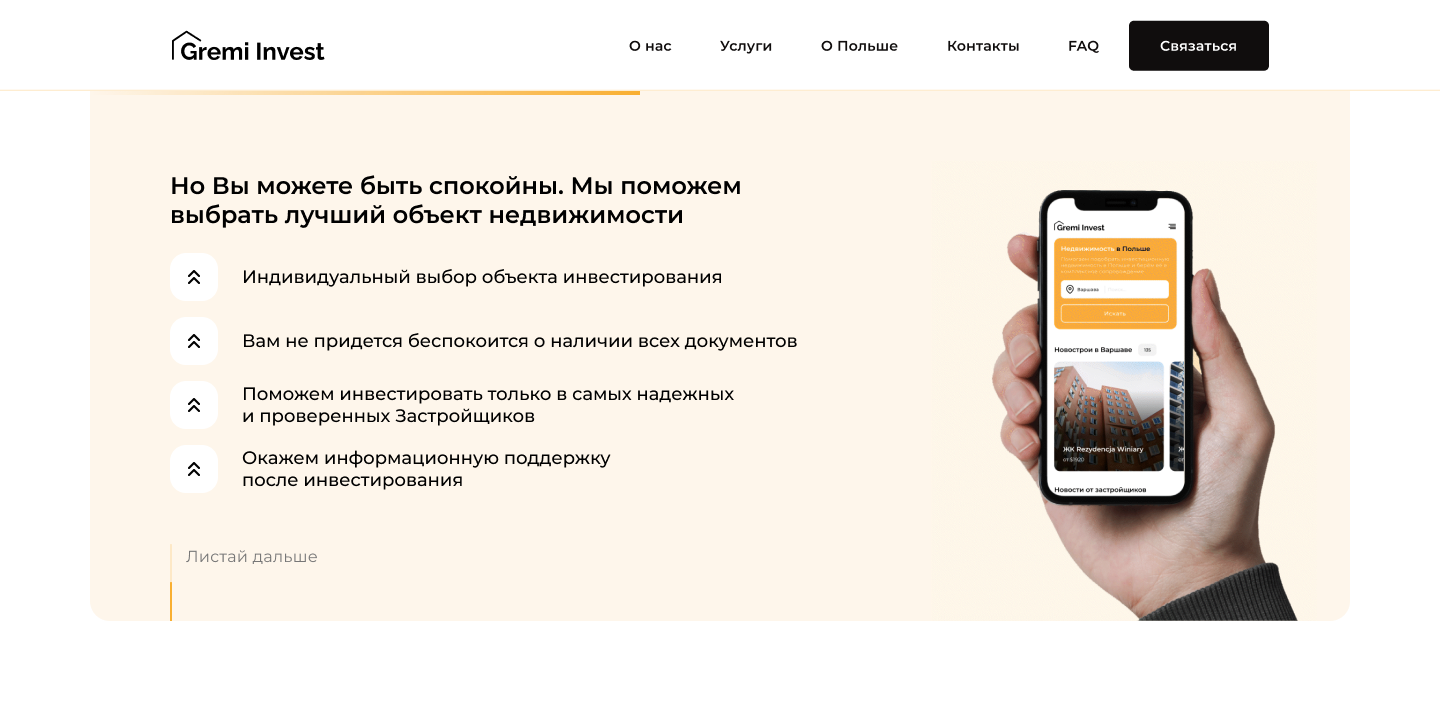 Gremi Invest
О нас
Услуги
О Польше
Контакты
FAQ
Связаться
Но Вы можете быть спокойны. Мы поможем
выбрать лучший объект недвижимости
Индивидуальный выбор объекта инвестирования
Вам не придется беспокоится о наличии всех документов
Поможем инвестировать только в самых надежных
и проверенных Застройщиков
Окажем информационную поддержку
после инвестирования
Листай дальше
Gremi Invest
Недвижимость в Польше
Варшава
Искать
Новострои в Варшаве
ЖК Rezydencja Winiary
от $1920
Новости от застройщиков